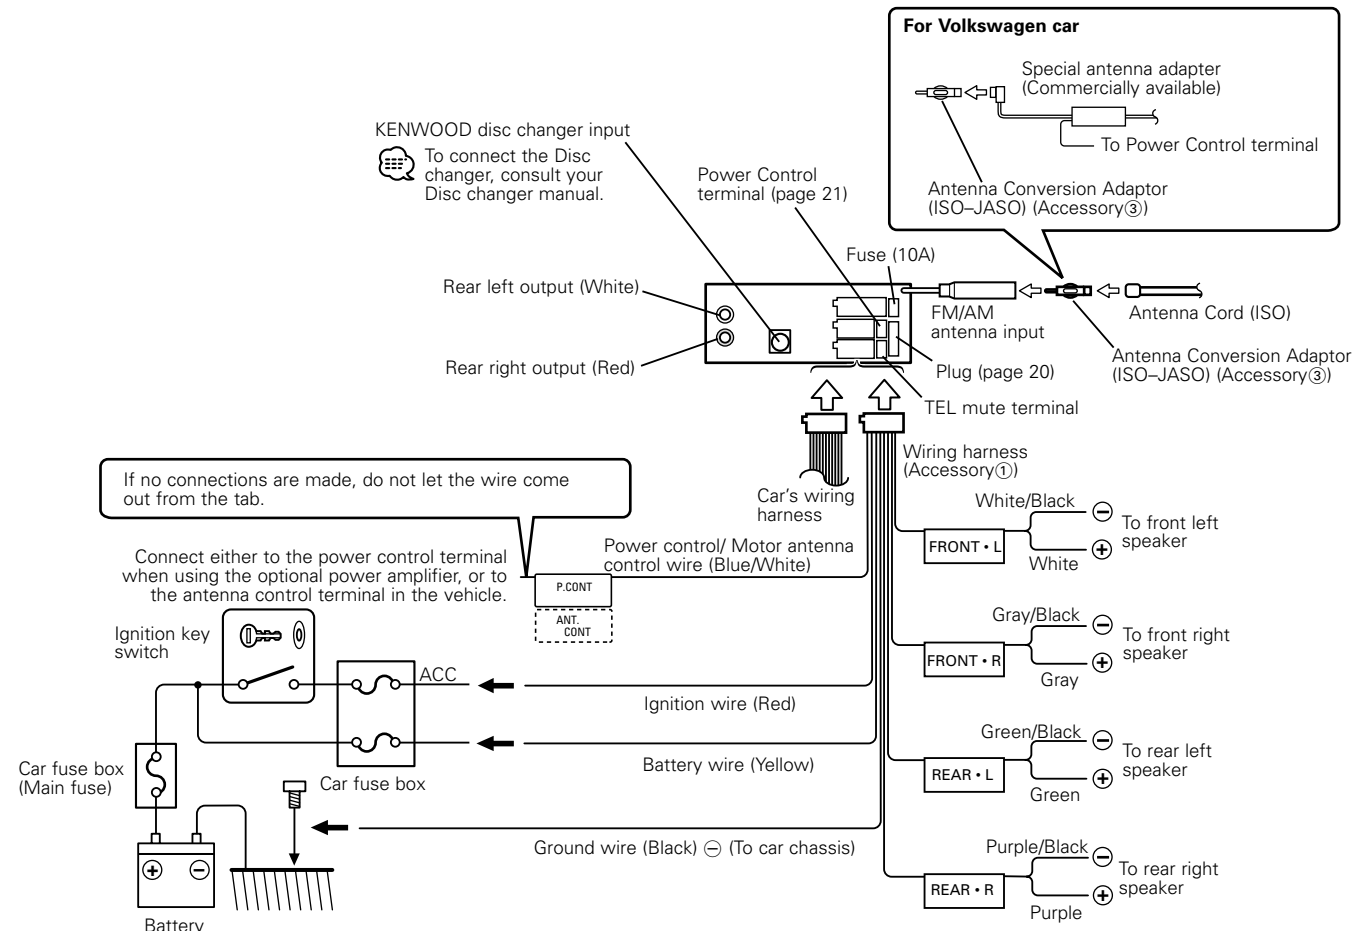 For Volkswagen car
Special antenna adapter
(Commercially available)
To Power Control terminal
Antenna Conversion Adaptor
(ISO–JASO) (Accessory③)
KENWOOD disc changer input
To connect the Disc
changer, consult your
Disc changer manual.
Power Control
terminal (page 21)
Fuse (10A)
Rear left output (White)
Rear right output (Red)
FM/AM
antenna input
Antenna Cord (ISO)
Antenna Conversion Adaptor
(ISO–JASO) (Accessory③)
Plug (page 20)
TEL mute terminal
Wiring harness
(Accessory①)
Car's wiring
harness
If no connections are made, do not let the wire come
out from the tab.
Connect either to the power control terminal
when using the optional power amplifier, or to
the antenna control terminal in the vehicle.
Power control/ Motor antenna
control wire (Blue/White)
P.CONT
ANT.
CONT
Ignition key
switch
ACC
Ignition wire (Red)
Battery wire (Yellow)
Car fuse box
Car fuse box
(Main fuse)
Ground wire (Black) ⊖ (To car chassis)
⊕ ⊖
Battery
White/Black ⊖
FRONT • L
White ⊕
To front left
speaker
Gray/Black ⊖
FRONT • R
Gray ⊕
To front right
speaker
Green/Black ⊖
REAR • L
Green ⊕
To rear left
speaker
Purple/Black ⊖
REAR • R
Purple ⊕
To rear right
speaker